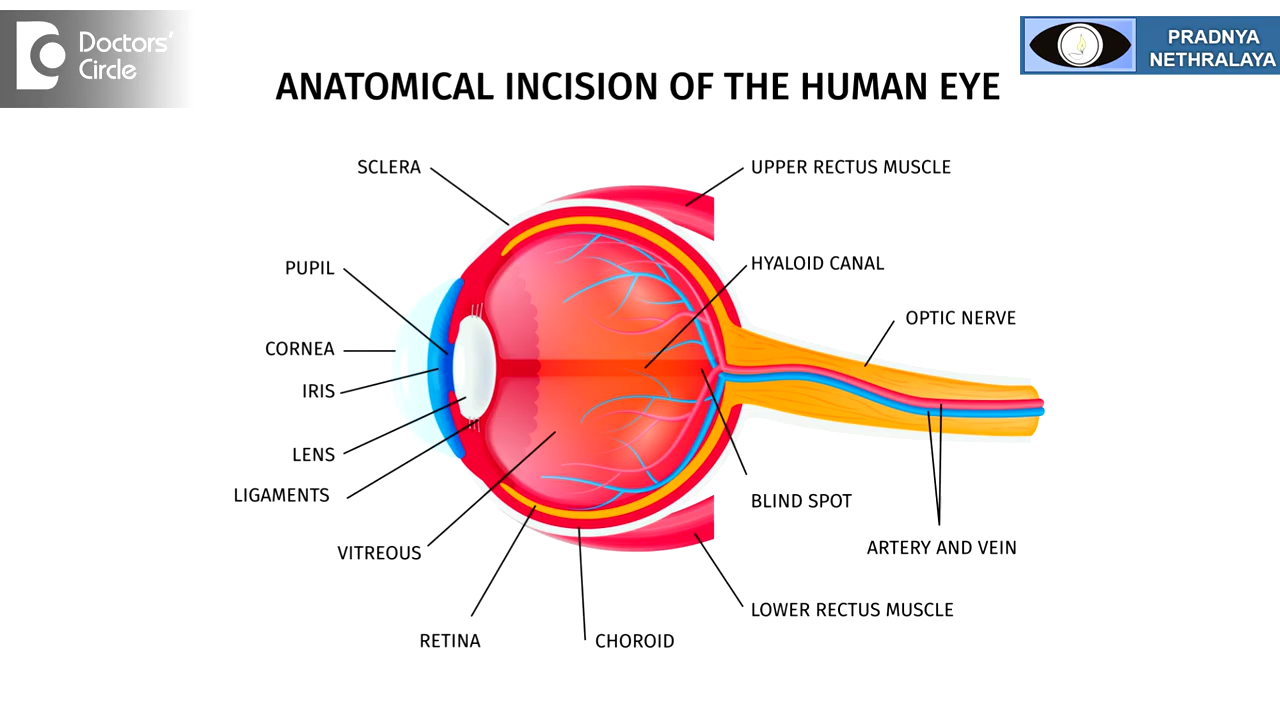 Doctors'
Circle
PRADNYA
NETHRALAYA
ANATOMICAL INCISION OF THE HUMAN EYE
SCLERA
UPPER RECTUS MUSCLE
PUPIL
HYALOID CANAL
OPTIC NERVE
CORNEA
IRIS
LENS
LIGAMENTS
BLIND SPOT
VITREOUS
ARTERY AND VEIN
LOWER RECTUS MUSCLE
RETINA
CHOROID